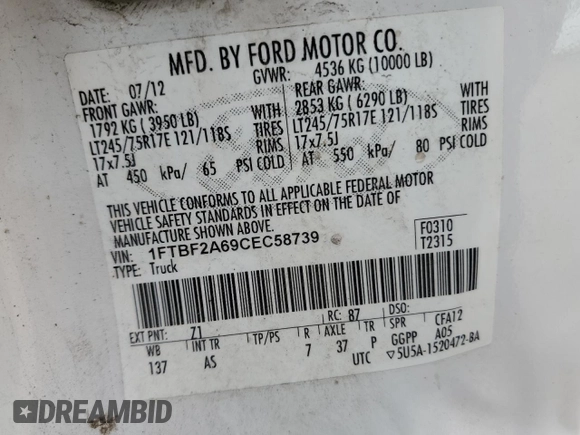 MFD. BY FORD MOTOR CO.
DATE: 07/12 GVWR: 4536 KG (10000 LB)
FRONT GAWR: REAR GAWR:
1792 KG ( 3950 LB) WITH 2853 KG ( 6290 LB) WITH
LT245/75R17E 121/118S TIRES LT245/75R17E 121/118S TIRES
17x7.5J RIMS 17x7.5J RIMS
AT 450 kPa/ 65 PSI COLD AT 550 kPa/ 80 PSI COLD
THIS VEHICLE CONFORMS TO ALL APPLICABLE FEDERAL MOTOR
VEHICLE SAFETY STANDARDS IN EFFECT ON THE DATE OF
MANUFACTURE SHOWN ABOVE.
VIN: 1FTBF2A69CEC58739 F0310
TYPE: Truck T2315
EXT PNT: Z1 RC: 87 DSO:
WB INT TR TP/PS R AXLE TR SPR CFA12
137 AS 7 37 P GGPP A05
UTC ▽5U5A-1520472-BA
DREAMBID